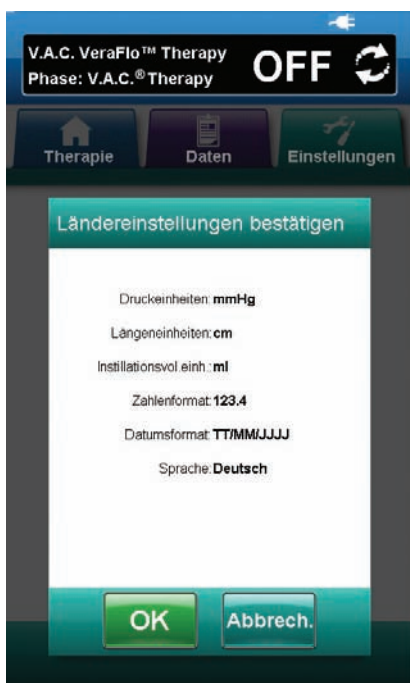 V.A.C. VeraFlo™ Therapy
Phase: V.A.C.® Therapy
OFF
Therapie
Daten
Einstellungen
Ländereinstellungen bestätigen
Druckeinheiten: mmHg
Längeneinheiten: cm
Instillationsvol.einh.: ml
Zahlenformat: 123.4
Datumsformat: TT/MM/JJJJ
Sprache: Deutsch
OK
Abbrech.